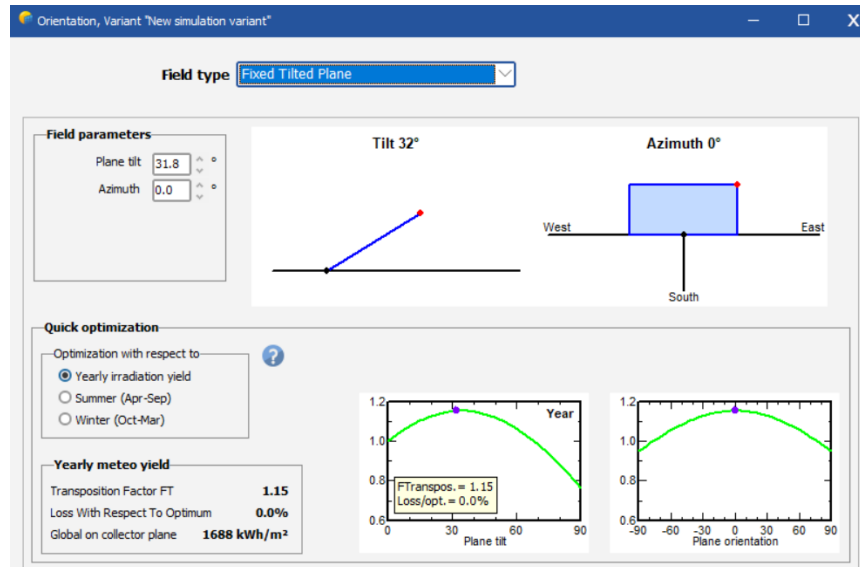 Orientation, Variant "New simulation variant"
Field type Fixed Tilted Plane
Field parameters
Plane tilt 31.8 °
Azimuth 0.0 °
Tilt 32°
Azimuth 0°
West
East
South
Quick optimization
Optimization with respect to
Yearly irradiation yield
Summer (Apr-Sep)
Winter (Oct-Mar)
?
Yearly meteo yield
Transposition Factor FT 1.15
Loss With Respect To Optimum 0.0%
Global on collector plane 1688 kWh/m²
1.2
1.0
0.8
0.6
Year
FTranspos.= 1.15
Loss/opt.= 0.0%
0 30 60 90
Plane tilt
1.2
1.0
0.8
0.6
-90 -60 -30 0 30 60 90
Plane orientation